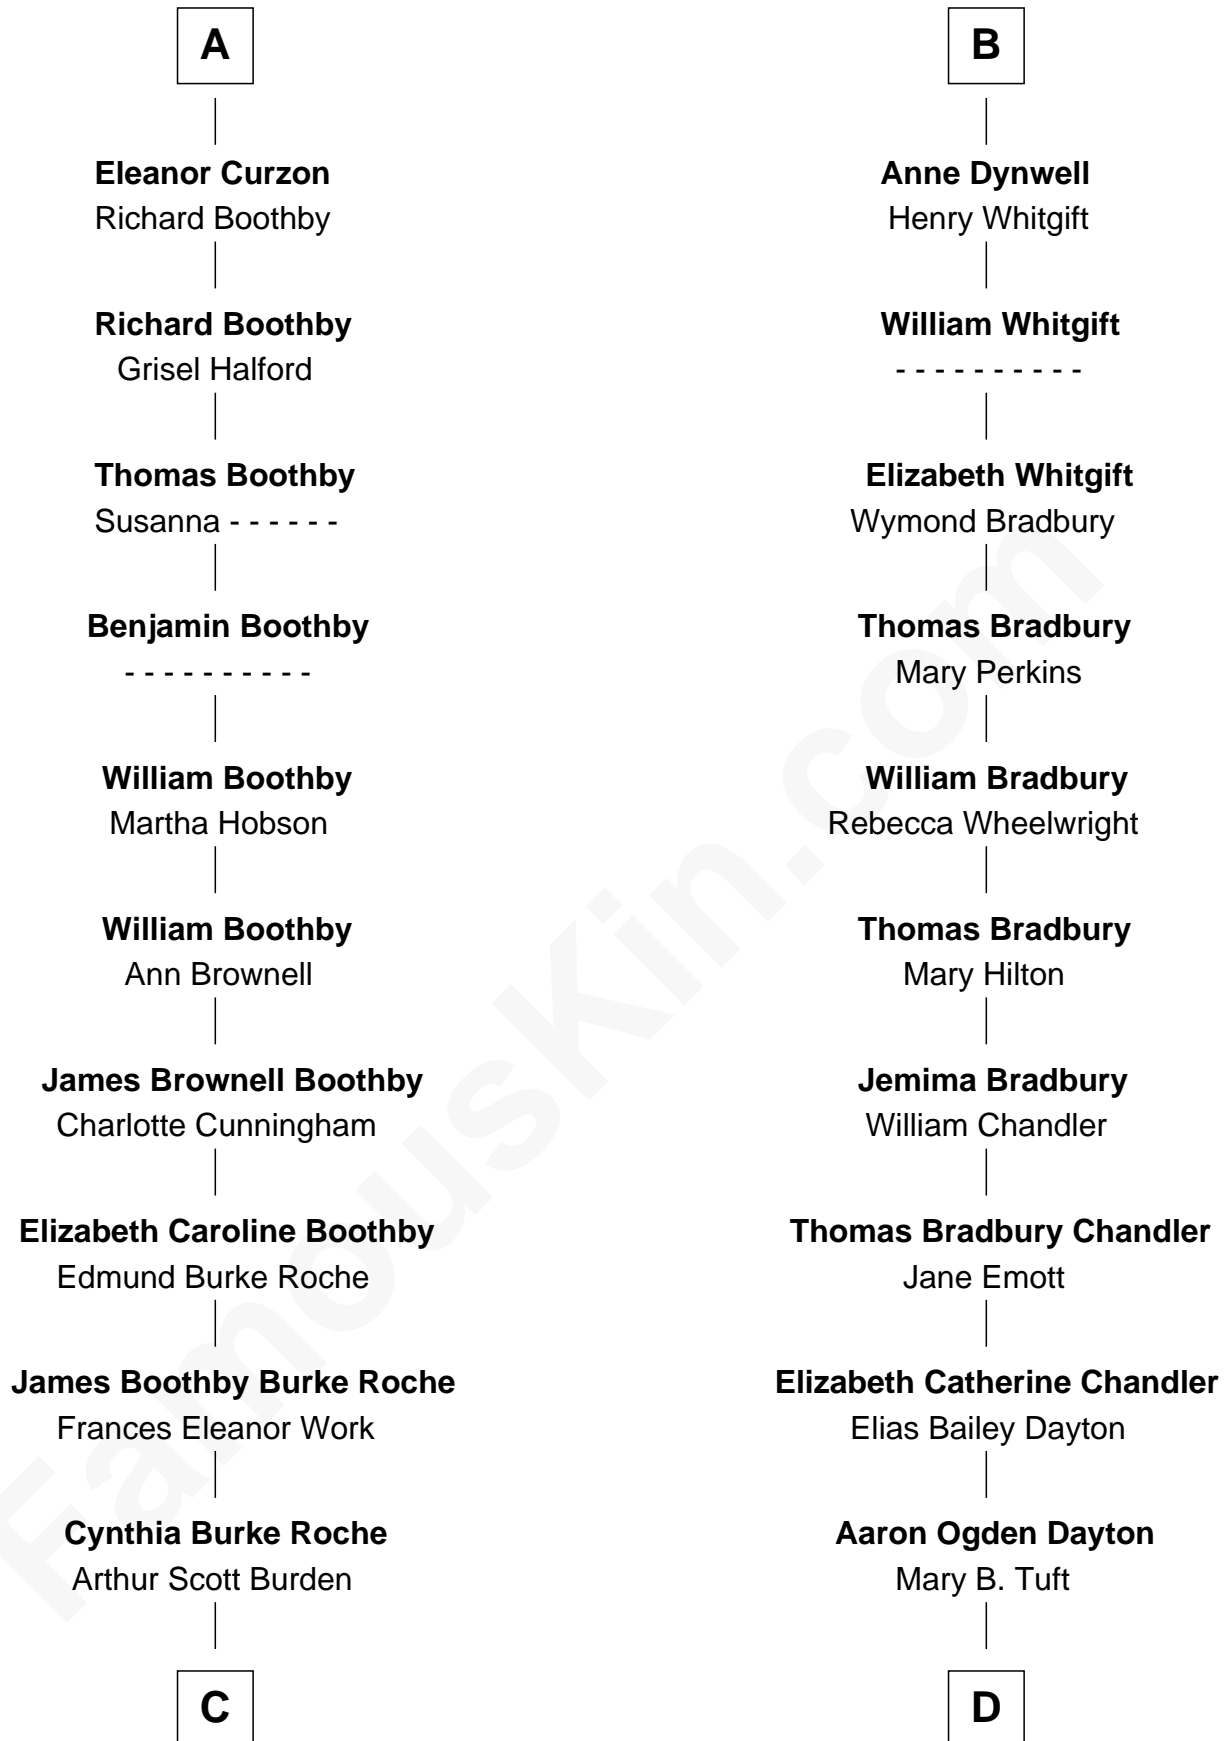 A
Eleanor Curzon
Richard Boothby
Richard Boothby
Grisel Halford
Thomas Boothby
Susanna - - - - - -
Benjamin Boothby
- - - - - - - - - -
William Boothby
Martha Hobson
William Boothby
Ann Brownell
James Brownell Boothby
Charlotte Cunningham
Elizabeth Caroline Boothby
Edmund Burke Roche
James Boothby Burke Roche
Frances Eleanor Work
Cynthia Burke Roche
Arthur Scott Burden
C
B
Anne Dynwell
Henry Whitgift
William Whitgift
- - - - - - - - - -
Elizabeth Whitgift
Wymond Bradbury
Thomas Bradbury
Mary Perkins
William Bradbury
Rebecca Wheelwright
Thomas Bradbury
Mary Hilton
Jemima Bradbury
William Chandler
Thomas Bradbury Chandler
Jane Emott
Elizabeth Catherine Chandler
Elias Bailey Dayton
Aaron Ogden Dayton
Mary B. Tuft
D
FamousKin.com